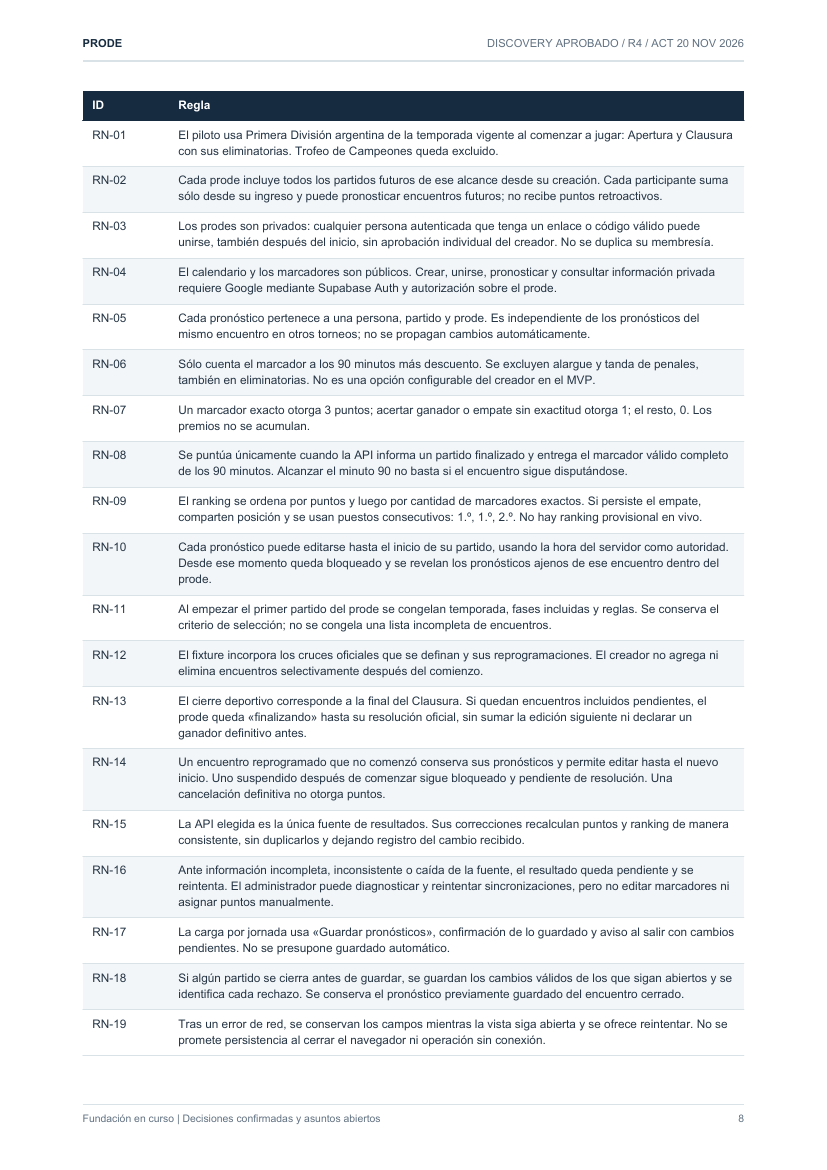 PRODE
DISCOVERY APROBADO / R4 / ACT 20 NOV 2026
ID Regla
RN-01 El piloto usa Primera División argentina de la temporada vigente al comenzar a jugar: Apertura y Clausura
con sus eliminatorias. Trofeo de Campeones queda excluido.
RN-02 Cada prode incluye todos los partidos futuros de ese alcance desde su creación. Cada participante suma
sólo desde su ingreso y puede pronosticar encuentros futuros; no recibe puntos retroactivos.
RN-03 Los prodes son privados: cualquier persona autenticada que tenga un enlace o código válido puede
unirse, también después del inicio, sin aprobación individual del creador. No se duplica su membresía.
RN-04 El calendario y los marcadores son públicos. Crear, unirse, pronosticar y consultar información privada
requiere Google mediante Supabase Auth y autorización sobre el prode.
RN-05 Cada pronóstico pertenece a una persona, partido y prode. Es independiente de los pronósticos del
mismo encuentro en otros torneos; no se propagan cambios automáticamente.
RN-06 Sólo cuenta el marcador a los 90 minutos más descuento. Se excluyen alargue y tanda de penales,
también en eliminatorias. No es una opción configurable del creador en el MVP.
RN-07 Un marcador exacto otorga 3 puntos; acertar ganador o empate sin exactitud otorga 1; el resto, 0. Los
premios no se acumulan.
RN-08 Se puntúa únicamente cuando la API informa un partido finalizado y entrega el marcador válido completo
de los 90 minutos. Alcanzar el minuto 90 no basta si el encuentro sigue disputándose.
RN-09 El ranking se ordena por puntos y luego por cantidad de marcadores exactos. Si persiste el empate,
comparten posición y se usan puestos consecutivos: 1.º, 1.º, 2.º. No hay ranking provisional en vivo.
RN-10 Cada pronóstico puede editarse hasta el inicio de su partido, usando la hora del servidor como autoridad.
Desde ese momento queda bloqueado y se revelan los pronósticos ajenos de ese encuentro dentro del
prode.
RN-11 Al empezar el primer partido del prode se congelan temporada, fases incluidas y reglas. Se conserva el
criterio de selección; no se congela una lista incompleta de encuentros.
RN-12 El fixture incorpora los cruces oficiales que se definan y sus reprogramaciones. El creador no agrega ni
elimina encuentros selectivamente después del comienzo.
RN-13 El cierre deportivo corresponde a la final del Clausura. Si quedan encuentros incluidos pendientes, el
prode queda «finalizando» hasta su resolución oficial, sin sumar la edición siguiente ni declarar un
ganador definitivo antes.
RN-14 Un encuentro reprogramado que no comenzó conserva sus pronósticos y permite editar hasta el nuevo
inicio. Uno suspendido después de comenzar sigue bloqueado y pendiente de resolución. Una
cancelación definitiva no otorga puntos.
RN-15 La API elegida es la única fuente de resultados. Sus correcciones recalculan puntos y ranking de manera
consistente, sin duplicarlos y dejando registro del cambio recibido.
RN-16 Ante información incompleta, inconsistente o caída de la fuente, el resultado queda pendiente y se
reintenta. El administrador puede diagnosticar y reintentar sincronizaciones, pero no editar marcadores ni
asignar puntos manualmente.
RN-17 La carga por jornada usa «Guardar pronósticos», confirmación de lo guardado y aviso al salir con cambios
pendientes. No se presupone guardado automático.
RN-18 Si algún partido se cierra antes de guardar, se guardan los cambios válidos de los que sigan abiertos y se
identifica cada rechazo. Se conserva el pronóstico previamente guardado del encuentro cerrado.
RN-19 Tras un error de red, se conservan los campos mientras la vista siga abierta y se ofrece reintentar. No se
promete persistencia al cerrar el navegador ni operación sin conexión.
Fundación en curso | Decisiones confirmadas y asuntos abiertos
8